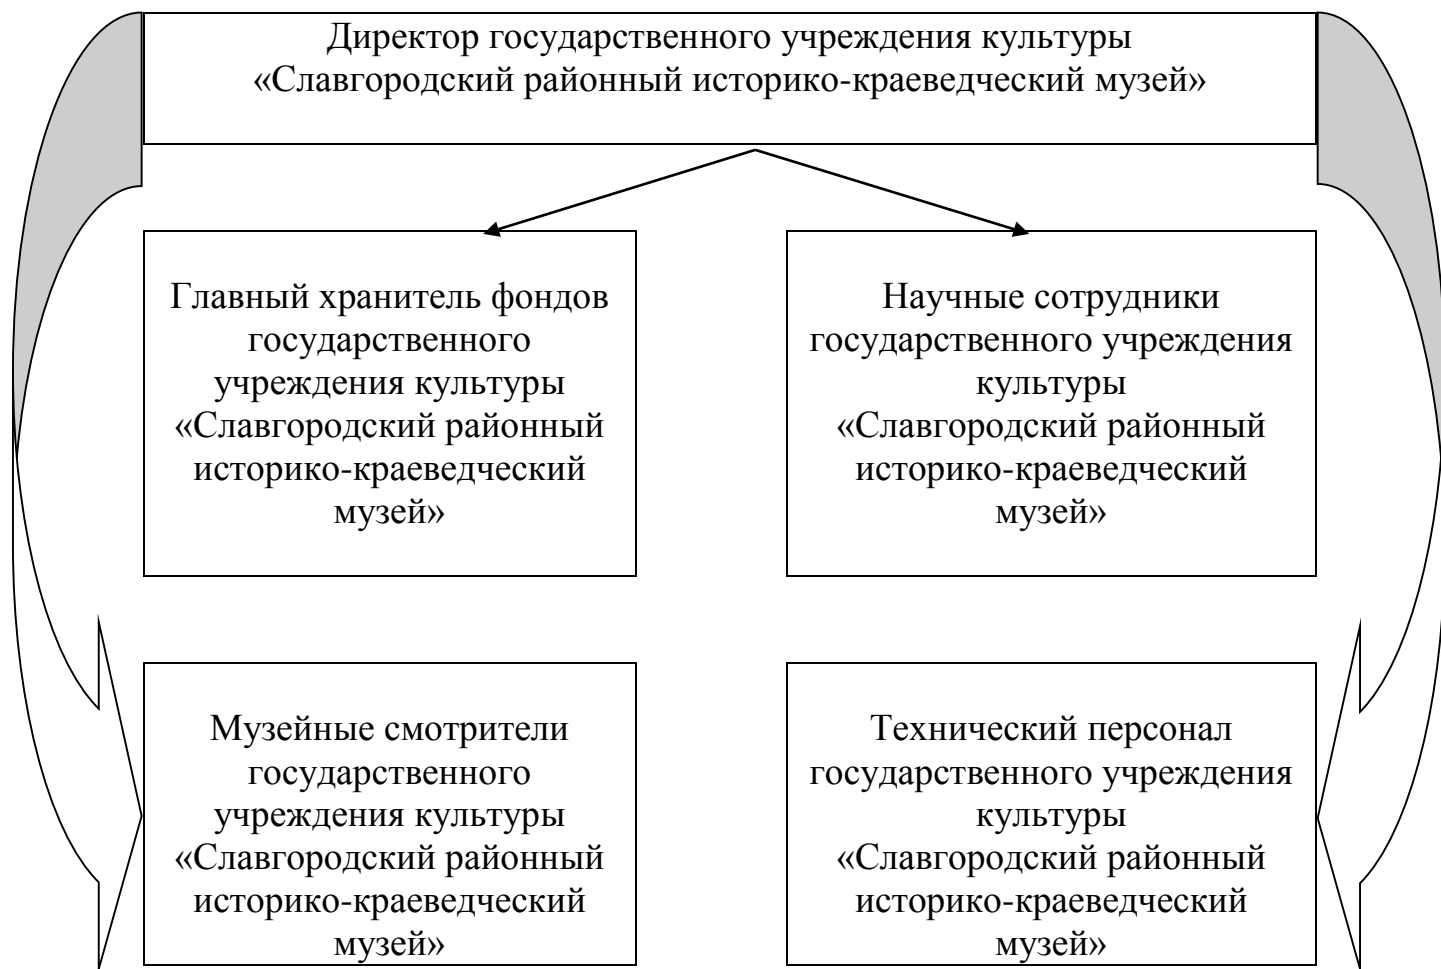 Директор государственного учреждения культуры
«Славгородский районный историко-краеведческий музей»
Главный хранитель фондов
государственного
учреждения культуры
«Славгородский районный
историко-краеведческий
музей»
Научные сотрудники
государственного учреждения
культуры
«Славгородский районный
историко-краеведческий
музей»
Музейные смотрители
государственного
учреждения культуры
«Славгородский районный
историко-краеведческий
музей»
Технический персонал
государственного учреждения
культуры
«Славгородский районный
историко-краеведческий
музей»